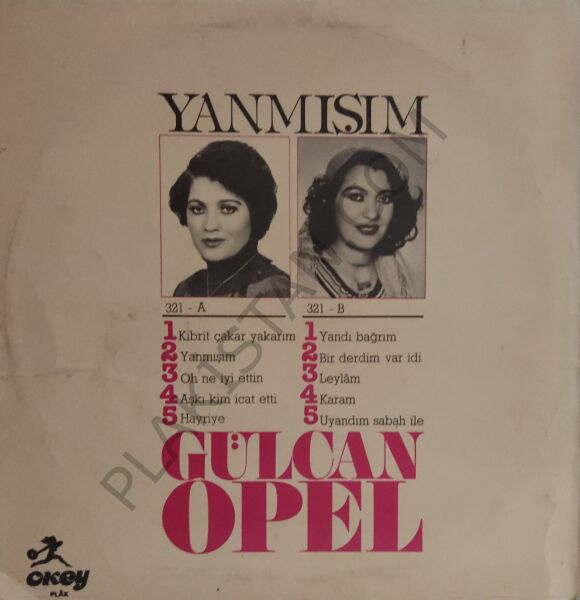 YANMIŞIM
321 - A
1 Kibrit çakar yakarım
2 Yanmışım
3 Oh ne iyi ettin
4 Aşkı kim icat etti
5 Hayriye
321 - B
1 Yandı bağrım
2 Bir derdim var idi
3 Leylâm
4 Karam
5 Uyandım sabah ile
GÜLCAN
OPEL
OKEY
PLÂK
PLAKISTAN.COM